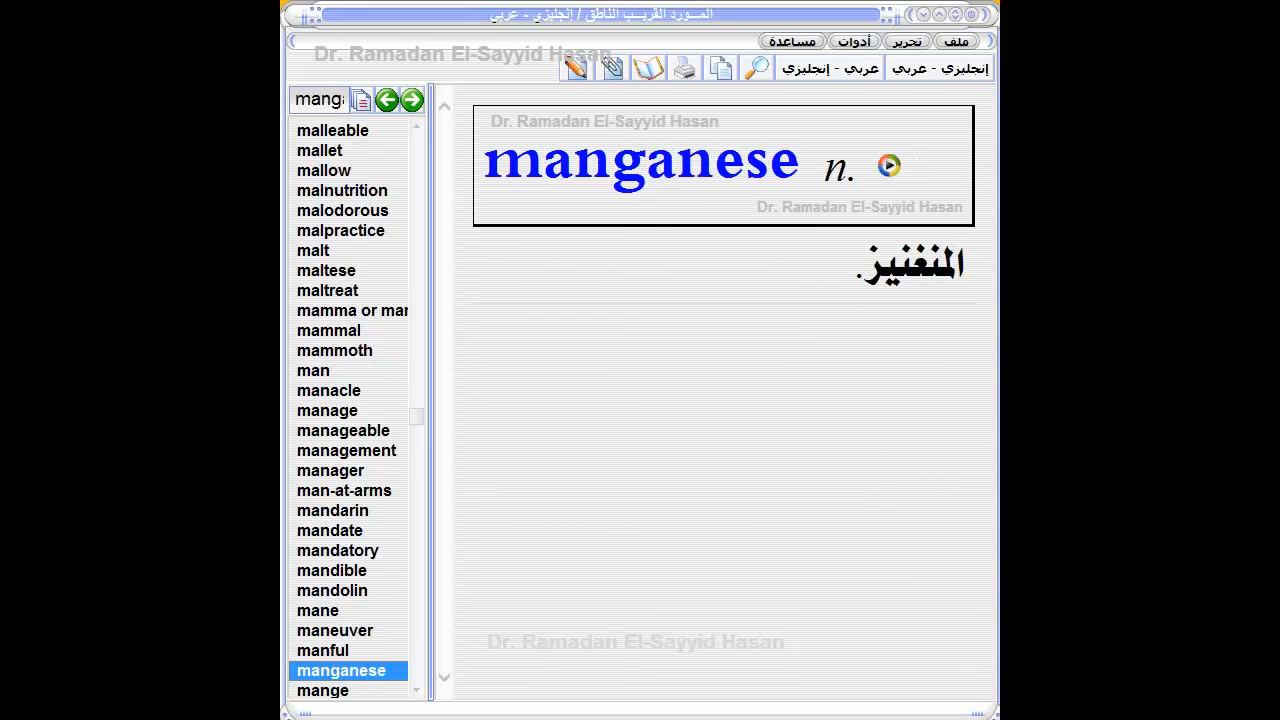 المـــورد القريـــب الناطق / إنجليزي - عربي
ملف تحرير أدوات مساعدة
Dr. Ramadan El-Sayyid Hasan
إنجليزي - عربي عربي - إنجليزي
manga
malleable
mallet
mallow
malnutrition
malodorous
malpractice
malt
maltese
maltreat
mamma or mar
mammal
mammoth
man
manacle
manage
manageable
management
manager
man-at-arms
mandarin
mandate
mandatory
mandible
mandolin
mane
maneuver
manful
manganese
mange
Dr. Ramadan El-Sayyid Hasan
manganese n.
Dr. Ramadan El-Sayyid Hasan
المنغنيز.
Dr. Ramadan El-Sayyid Hasan